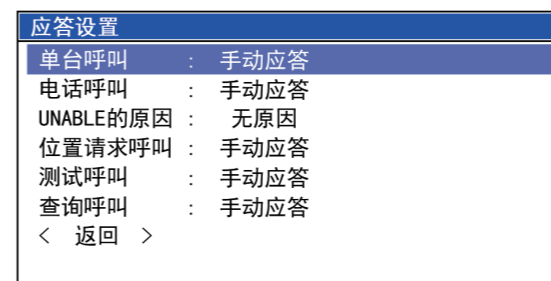 应答设置
单台呼叫 : 手动应答
电话呼叫 : 手动应答
UNABLE的原因 : 无原因
位置请求呼叫 : 手动应答
测试呼叫 : 手动应答
查询呼叫 : 手动应答
< 返回 >